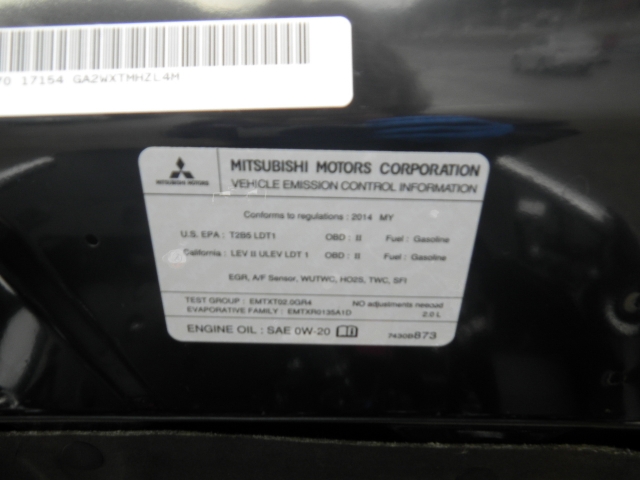 70 17154 GA2WXTMHZL4M
MITSUBISHI MOTORS
MITSUBISHI MOTORS CORPORATION
VEHICLE EMISSION CONTROL INFORMATION
Conforms to regulations : 2014 MY
U.S. EPA : T2B5 LDT1 OBD : II Fuel : Gasoline
California : LEV II ULEV LDT 1 OBD : II Fuel : Gasoline
EGR, A/F Sensor, WUTWC, HO2S, TWC, SFI
TEST GROUP : EMTXT02.0GR4 NO adjustments needed
EVAPORATIVE FAMILY : EMTXR0135A1D 2.0 L
ENGINE OIL : SAE 0W-20 7430B873